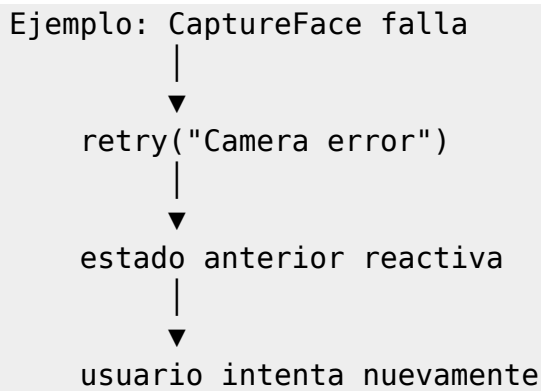 Ejemplo: CaptureFace falla
│
▼
retry("Camera error")
│
▼
estado anterior reactiva
│
▼
usuario intenta nuevamente